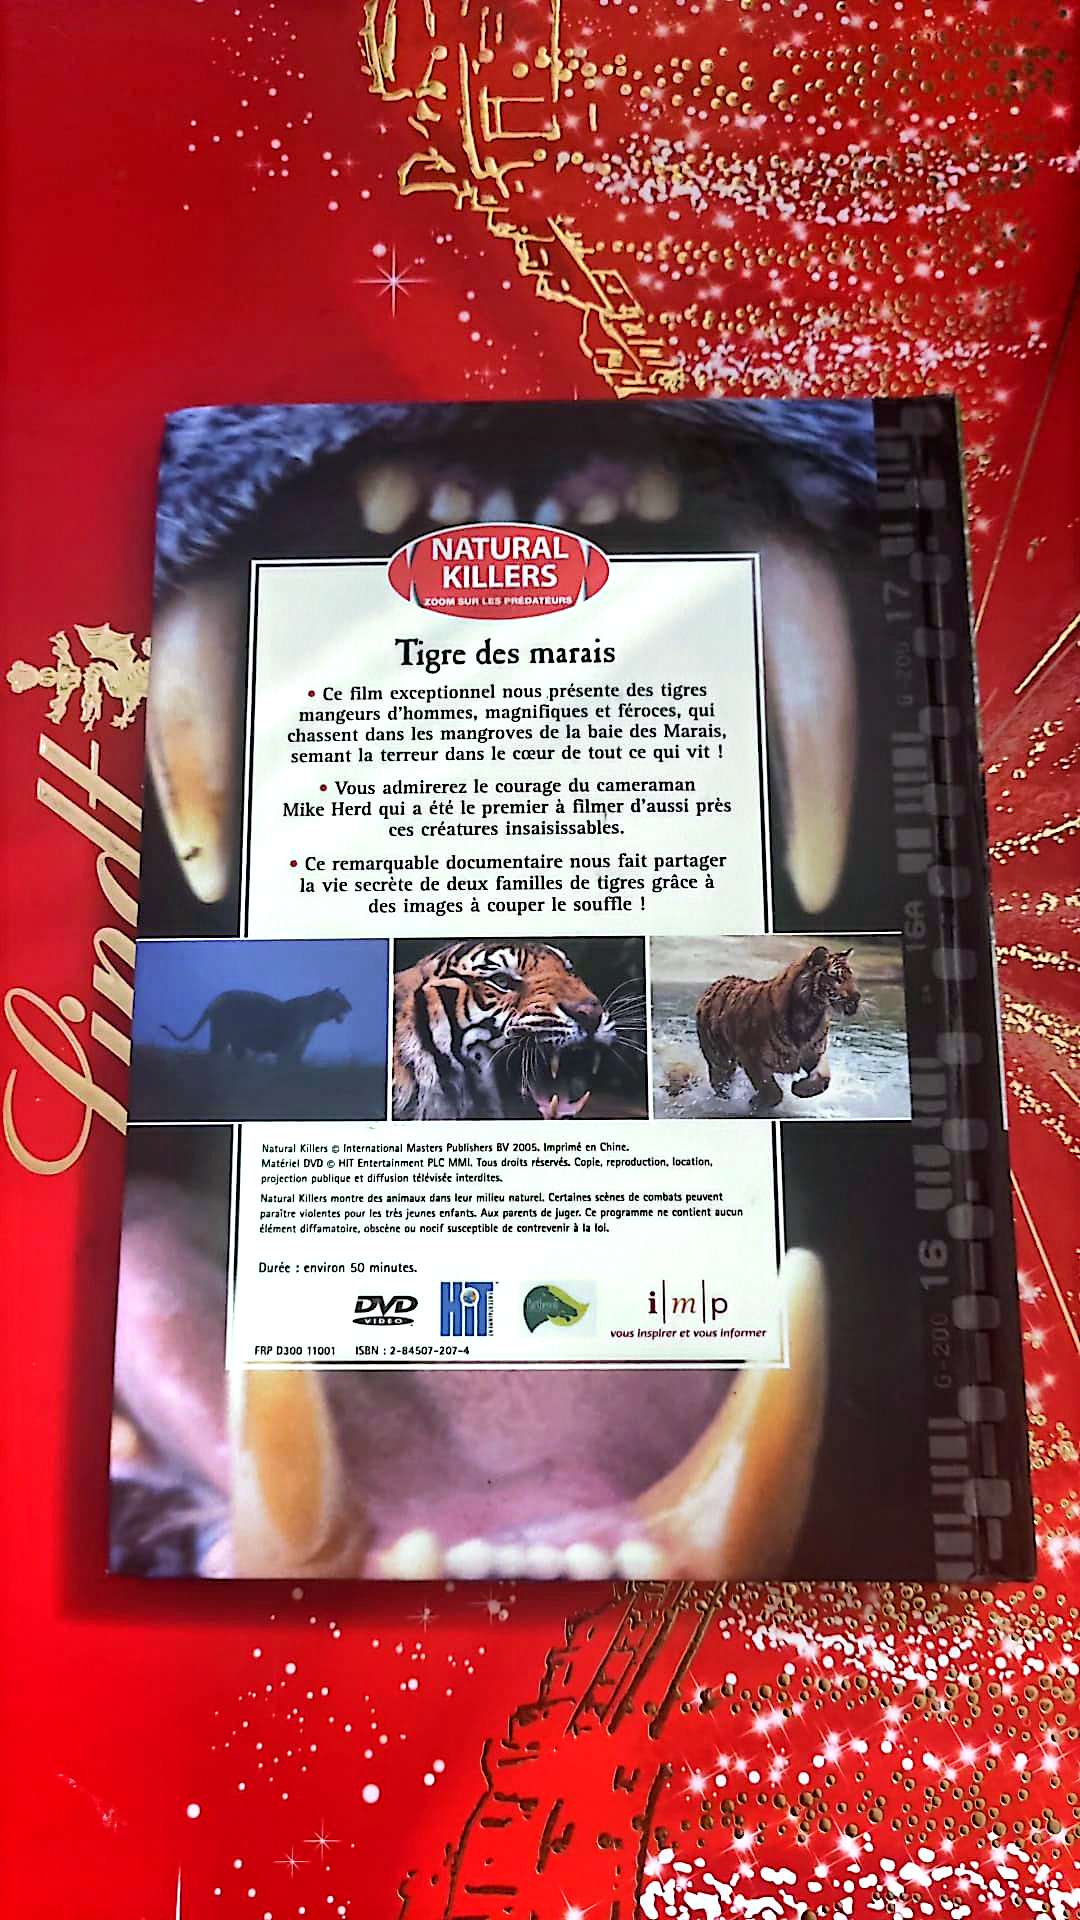 NATURAL
KILLERS
ZOOM SUR LES PRÉDATEURS
Tigre des marais
• Ce film exceptionnel nous présente des tigres
mangeurs d'hommes, magnifiques et féroces, qui
chassent dans les mangroves de la baie des Marais,
semant la terreur dans le cœur de tout ce qui vit !
• Vous admirerez le courage du cameraman
Mike Herd qui a été le premier à filmer d'aussi près
ces créatures insaisissables.
• Ce remarquable documentaire nous fait partager
la vie secrète de deux familles de tigres grâce à
des images à couper le souffle !
Natural Killers © International Masters Publishers BV 2005. Imprimé en Chine.
Matériel DVD © HIT Entertainment PLC MMI. Tous droits réservés. Copie, reproduction, location,
projection publique et diffusion télévisée interdites.
Natural Killers montre des animaux dans leur milieu naturel. Certaines scènes de combats peuvent
paraître violentes pour les très jeunes enfants. Aux parents de juger. Ce programme ne contient aucun
élément diffamatoire, obscène ou nocif susceptible de contrevenir à la loi.
Durée : environ 50 minutes.
DVD
VIDEO
HiT
ENTERTAINMENT
i|m|p
vous inspirer et vous informer
FRP D300 11001 ISBN : 2-84507-207-4
G-200 17
16A
G-200 16
Lindt